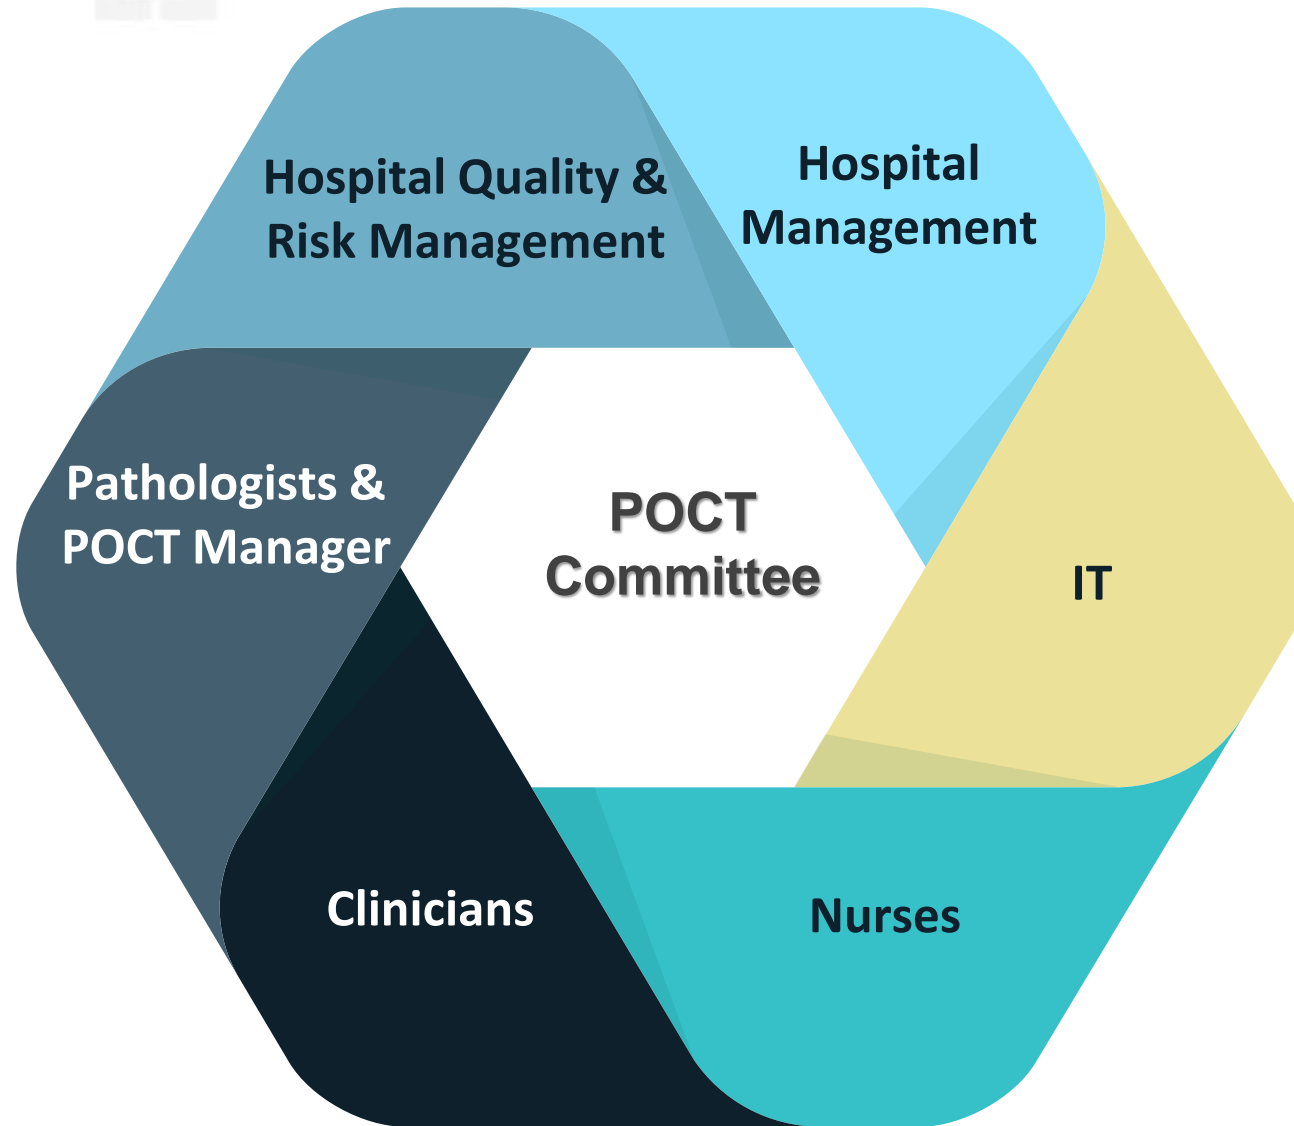 Hospital Quality &
Risk Management
Hospital
Management
Pathologists &
POCT Manager
POCT
Committee
IT
Clinicians
Nurses